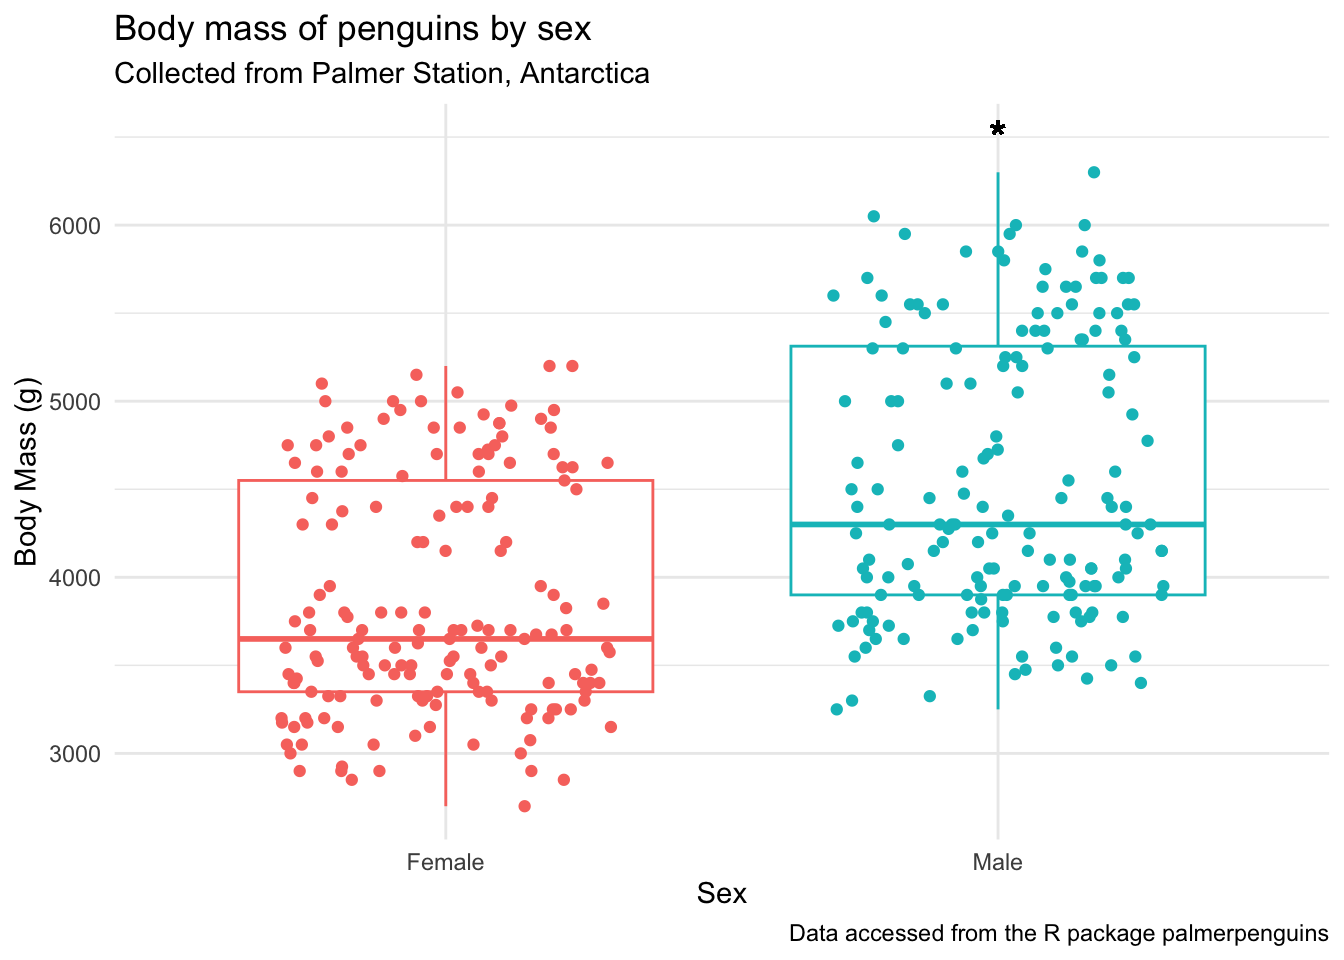 Body mass of penguins by sex
Collected from Palmer Station, Antarctica
*
6000
5000
4000
3000
Body Mass (g)
Female
Male
Sex
Data accessed from the R package palmerpenguins